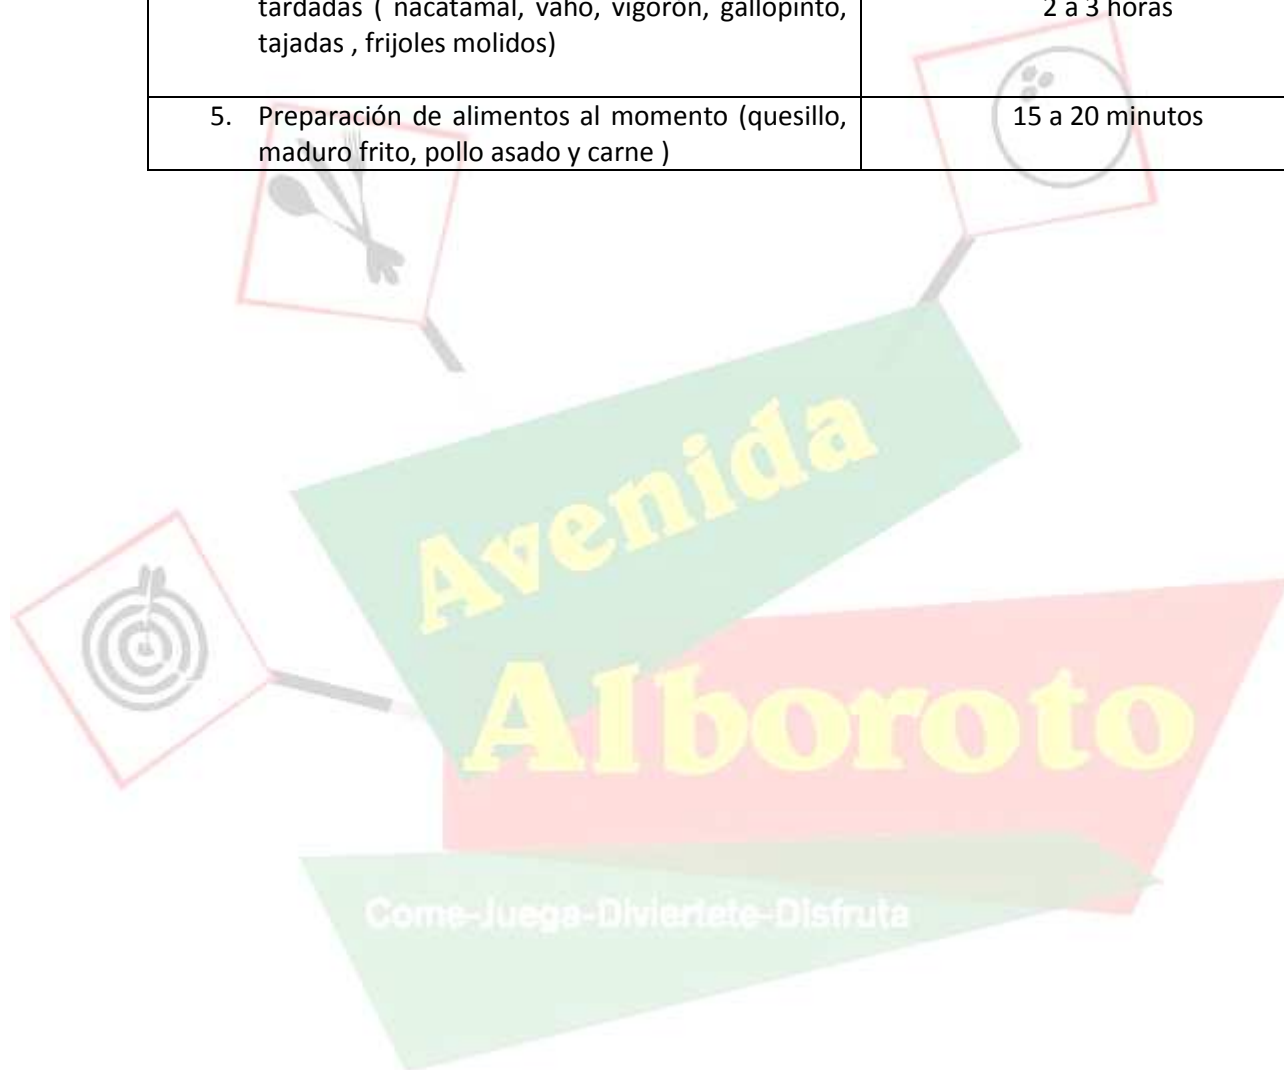 tardadas ( nacatamal, vaho, vigorón, gallopinto,
2 a 3 horas
tajadas , frijoles molidos)
5. Preparación de alimentos al momento (quesillo,
15 a 20 minutos
maduro frito, pollo asado y carne )
Avenida
Alboroto
Come-Juega-Diviertete-Disfruta